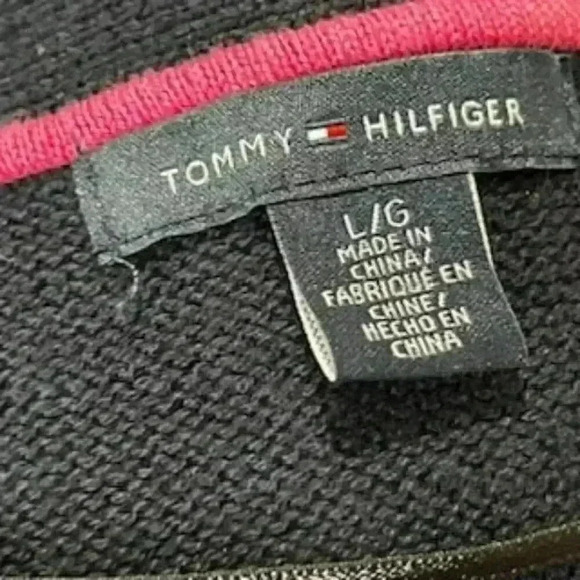 TOMMY HILFIGER
L/G
MADE IN
CHINA/
FABRIQUÉ EN
CHINE/
HECHO EN
CHINA